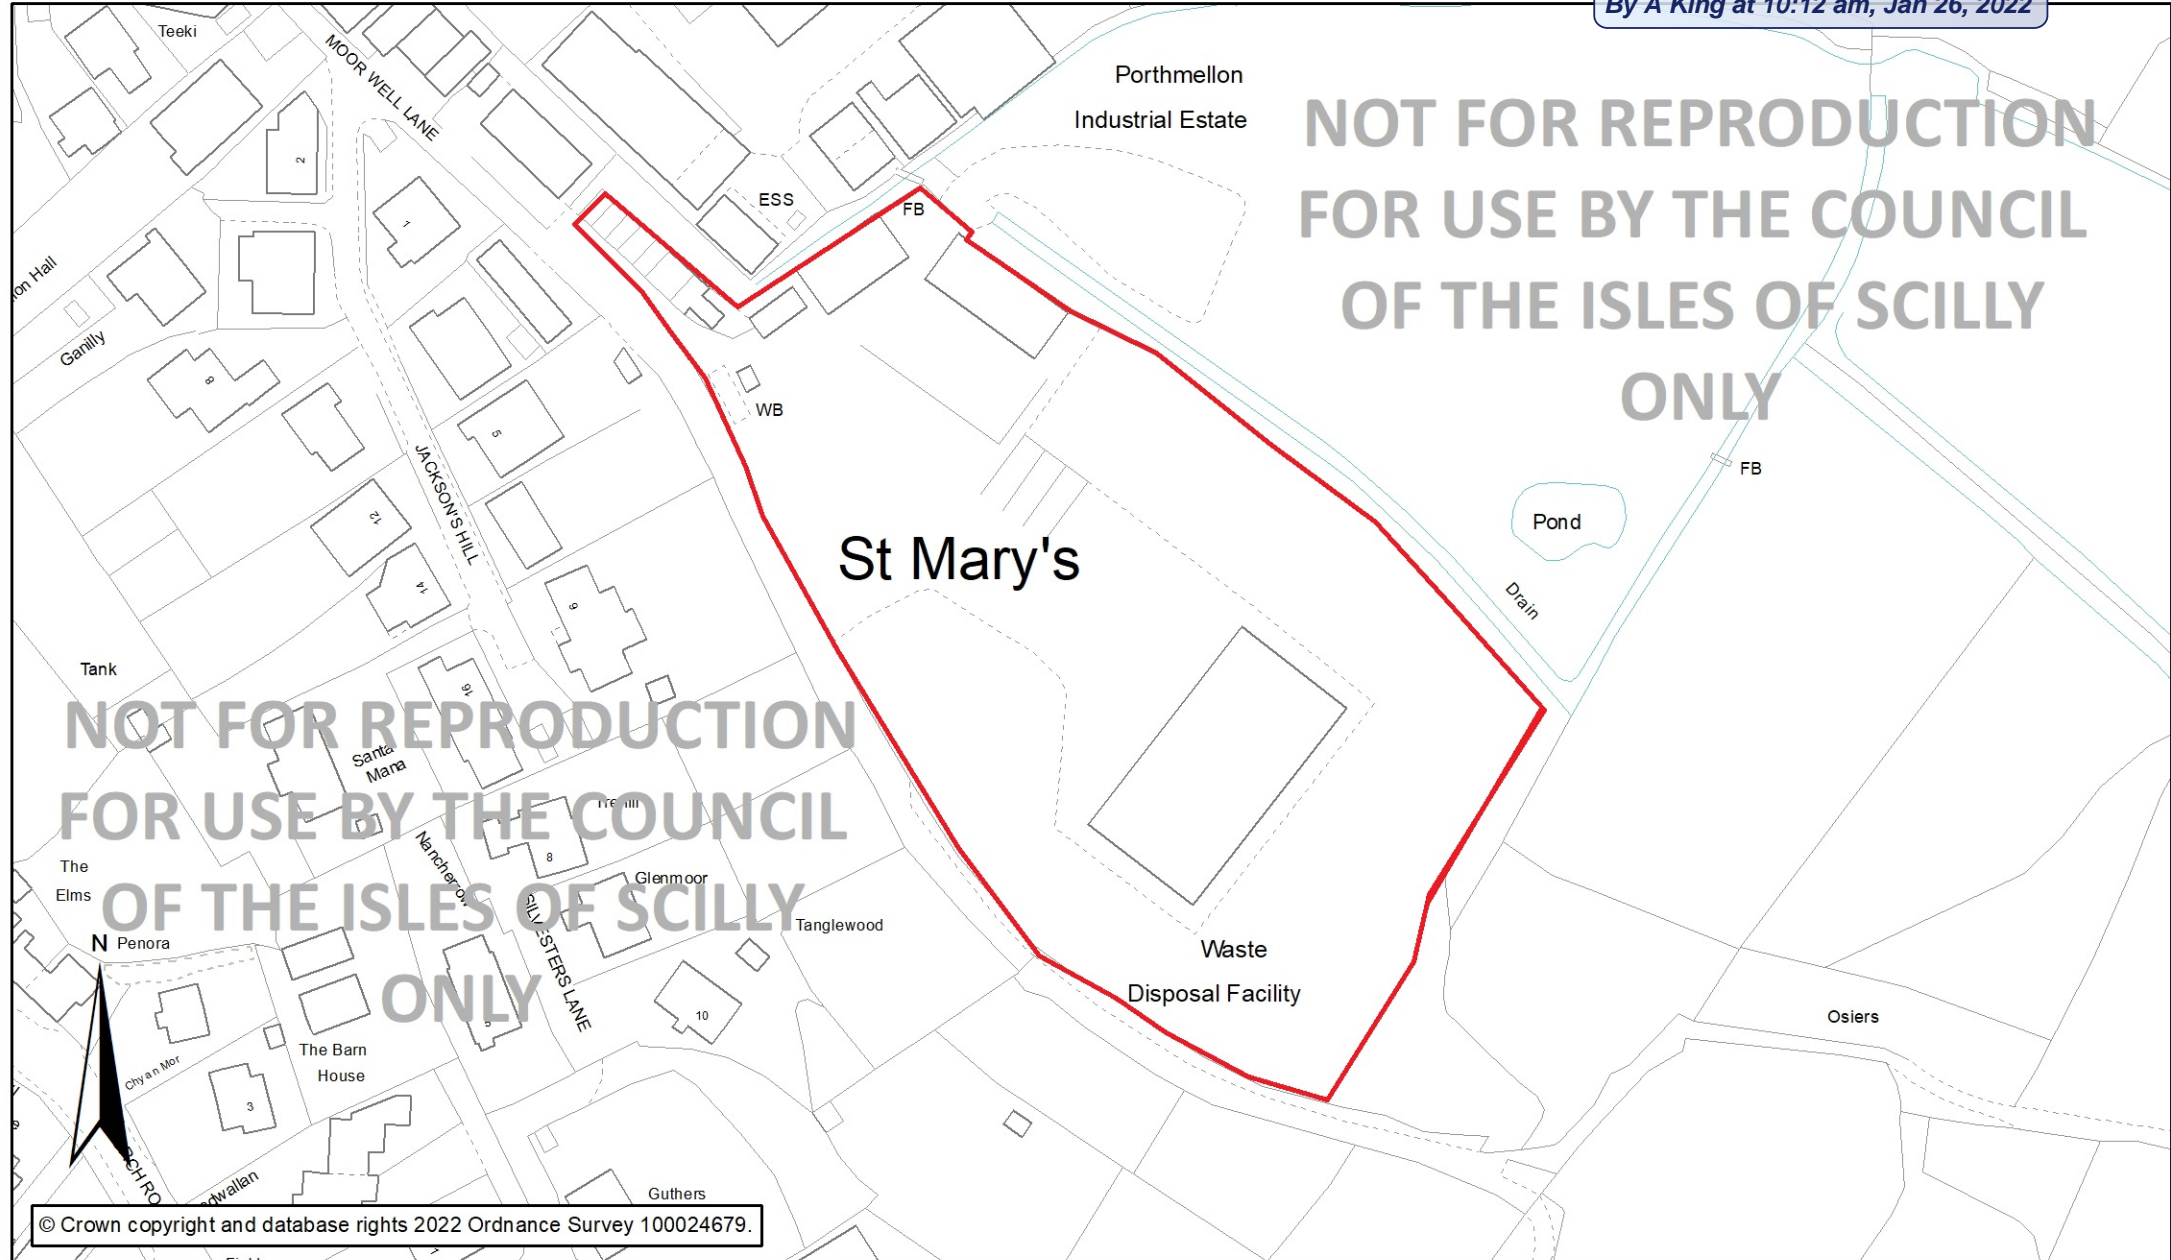 By A King at 10:12 am, Jan 26, 2022
Teeki
MOOR WELL LANE
Porthmellon
Industrial Estate
NOT FOR REPRODUCTION
FOR USE BY THE COUNCIL
OF THE ISLES OF SCILLY
ONLY
2
1
ESS
FB
Ganilly
8
WB
5
JACKSON'S HILL
12
14
9
FB
Pond
Drain
St Mary's
Tank
16
NOT FOR REPRODUCTION
FOR USE BY THE COUNCIL
OF THE ISLES OF SCILLY
ONLY
Santa
Mana
8
The
Elms
Nancherrow
Glenmoor
SILVESTERS LANE
Tanglewood
N
Penora
10
The Barn
House
Chyan Mor
3
Waste
Disposal Facility
Osiers
Guthers
© Crown copyright and database rights 2022 Ordnance Survey 100024679.